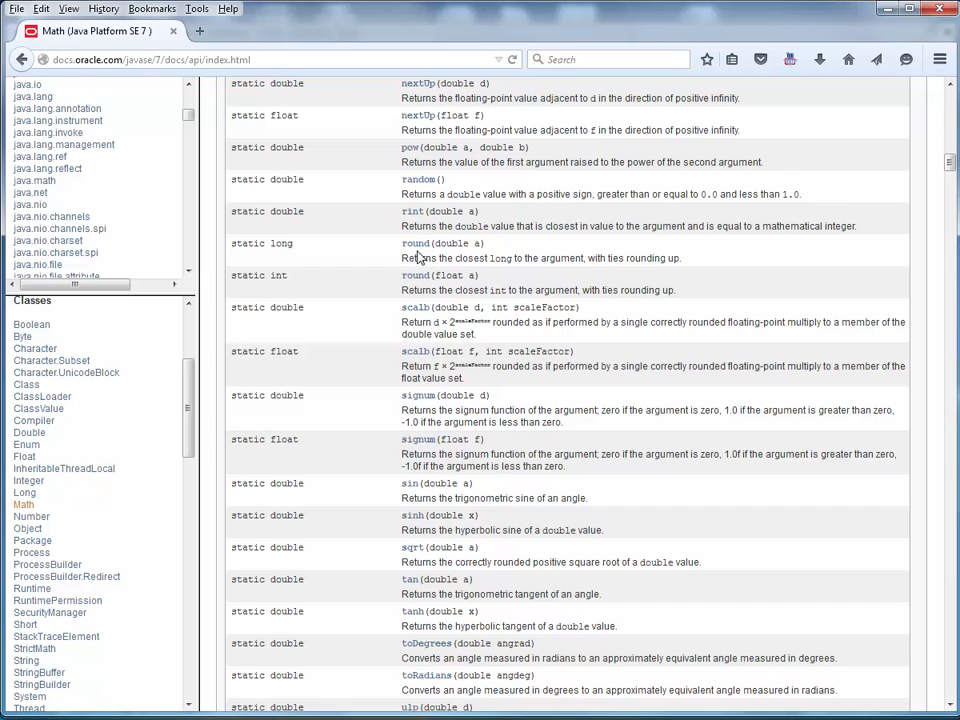 File Edit View History Bookmarks Tools Help
Math (Java Platform SE 7 )
docs.oracle.com/javase/7/docs/api/index.html
Search
java.io
java.lang
java.lang.annotation
java.lang.instrument
java.lang.invoke
java.lang.management
java.lang.ref
java.lang.reflect
java.math
java.net
java.nio
java.nio.channels
java.nio.channels.spi
java.nio.charset
java.nio.charset.spi
java.nio.file
java.nio.file.attribute
Classes
Boolean
Byte
Character
Character.Subset
Character.UnicodeBlock
Class
ClassLoader
ClassValue
Compiler
Double
Enum
Float
InheritableThreadLocal
Integer
Long
Math
Number
Object
Package
Process
ProcessBuilder
ProcessBuilder.Redirect
Runtime
RuntimePermission
SecurityManager
Short
StackTraceElement
StrictMath
String
StringBuffer
StringBuilder
System
Thread
static double nextUp(double d)
Returns the floating-point value adjacent to d in the direction of positive infinity.
static float nextUp(float f)
Returns the floating-point value adjacent to f in the direction of positive infinity.
static double pow(double a, double b)
Returns the value of the first argument raised to the power of the second argument.
static double random()
Returns a double value with a positive sign, greater than or equal to 0.0 and less than 1.0.
static double rint(double a)
Returns the double value that is closest in value to the argument and is equal to a mathematical integer.
static long round(double a)
Returns the closest long to the argument, with ties rounding up.
static int round(float a)
Returns the closest int to the argument, with ties rounding up.
static double scalb(double d, int scaleFactor)
Return d × 2scaleFactor rounded as if performed by a single correctly rounded floating-point multiply to a member of the
double value set.
static float scalb(float f, int scaleFactor)
Return f × 2scaleFactor rounded as if performed by a single correctly rounded floating-point multiply to a member of the
float value set.
static double signum(double d)
Returns the signum function of the argument; zero if the argument is zero, 1.0 if the argument is greater than zero,
-1.0 if the argument is less than zero.
static float signum(float f)
Returns the signum function of the argument; zero if the argument is zero, 1.0f if the argument is greater than zero,
-1.0f if the argument is less than zero.
static double sin(double a)
Returns the trigonometric sine of an angle.
static double sinh(double x)
Returns the hyperbolic sine of a double value.
static double sqrt(double a)
Returns the correctly rounded positive square root of a double value.
static double tan(double a)
Returns the trigonometric tangent of an angle.
static double tanh(double x)
Returns the hyperbolic tangent of a double value.
static double toDegrees(double angrad)
Converts an angle measured in radians to an approximately equivalent angle measured in degrees.
static double toRadians(double angdeg)
Converts an angle measured in degrees to an approximately equivalent angle measured in radians.
static double ulp(double d)